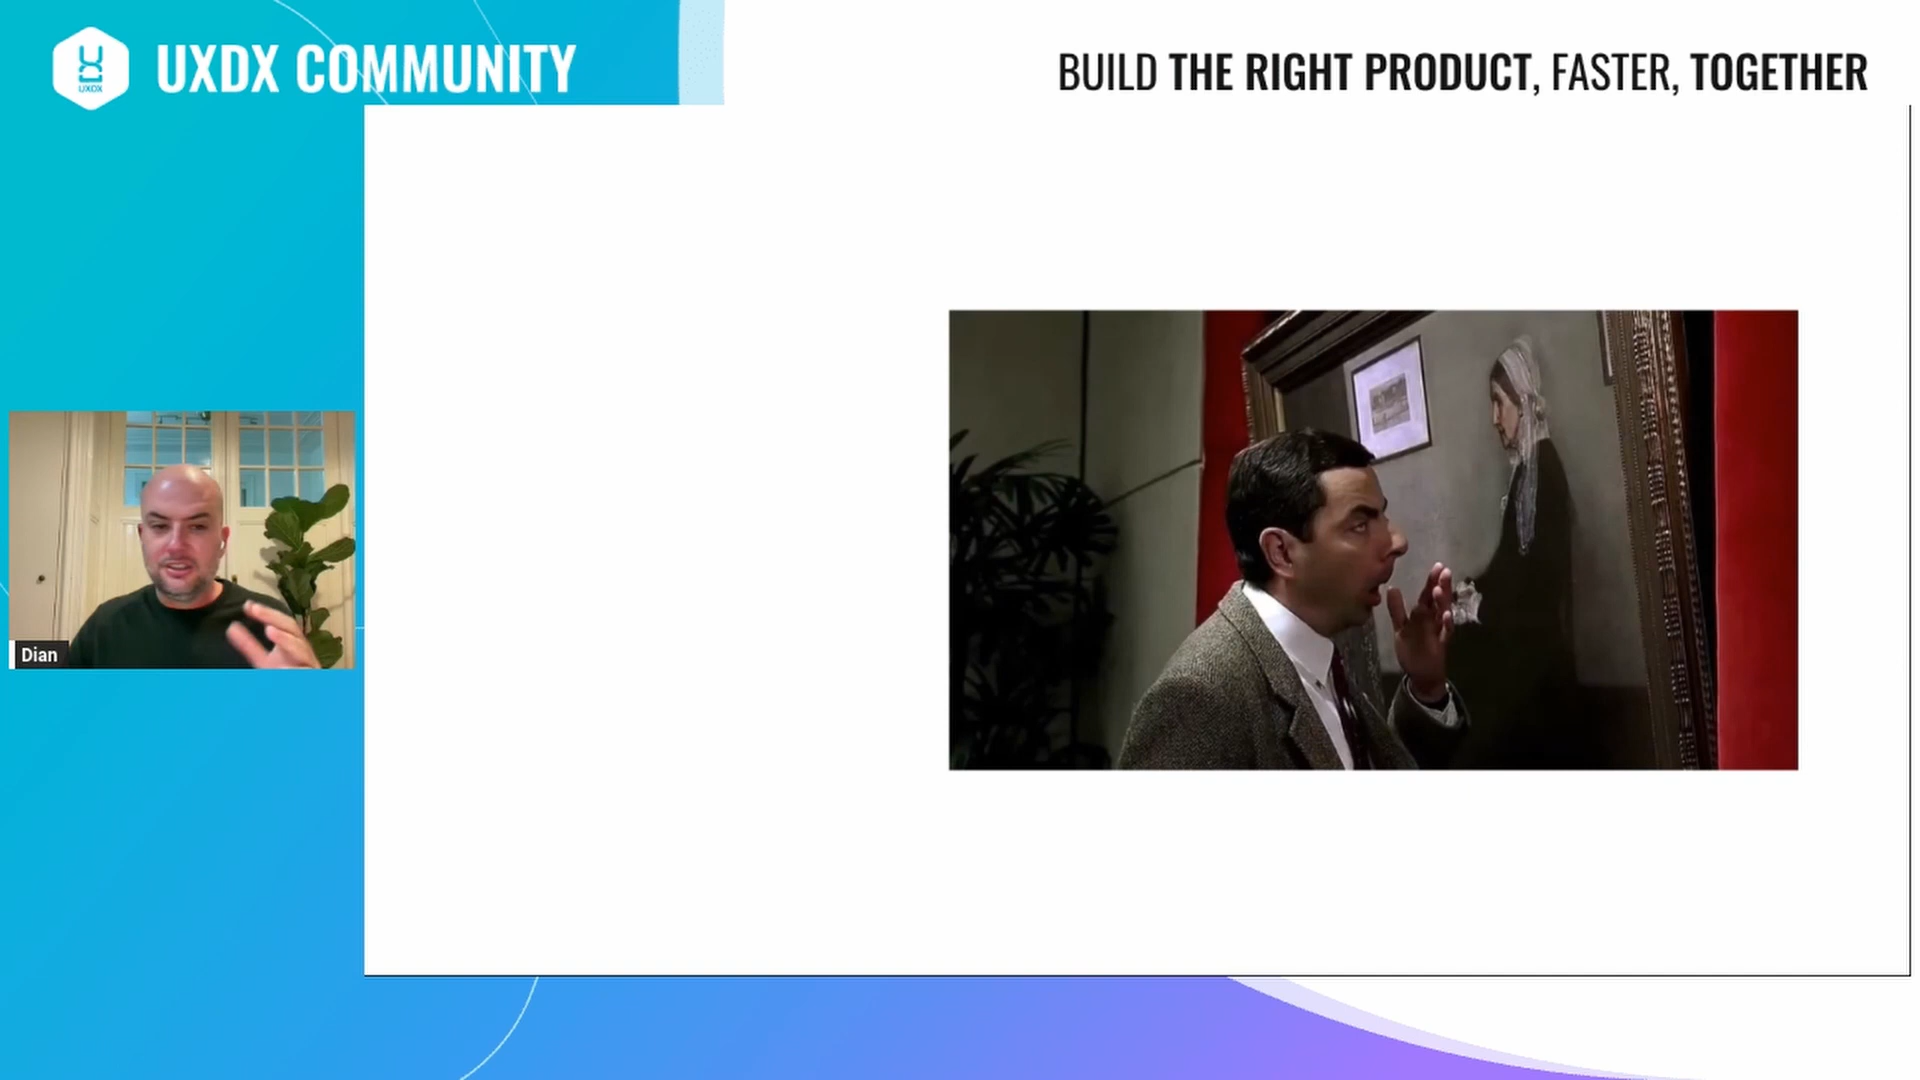 UXDX
UXDX COMMUNITY
BUILD THE RIGHT PRODUCT, FASTER, TOGETHER
Dian